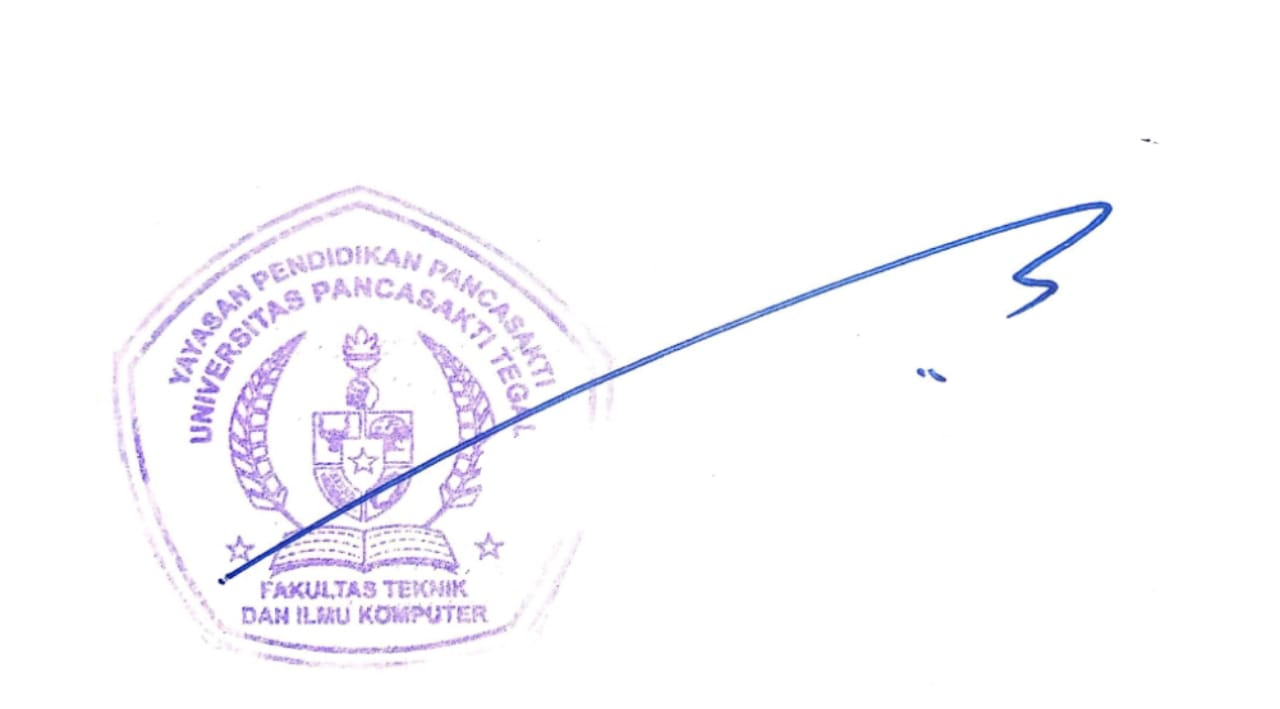 YAYASAN PENDIDIKAN PANCASAKTI
UNIVERSITAS PANCASAKTI TEGAL
FAKULTAS TEKNIK
DAN ILMU KOMPUTER